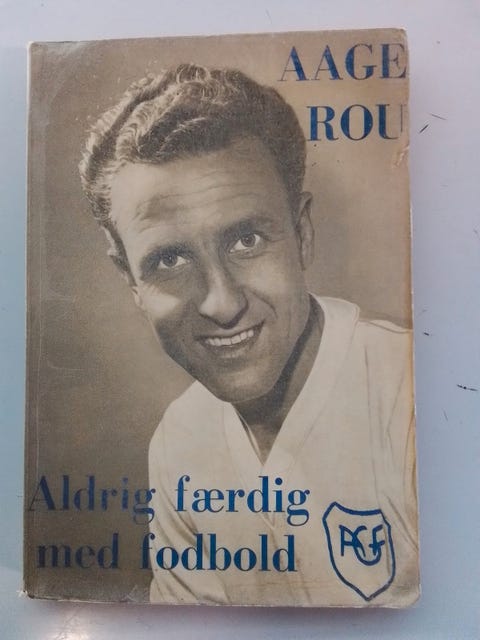 AAGE
ROU
Aldrig færdig
med fodbold
AGF